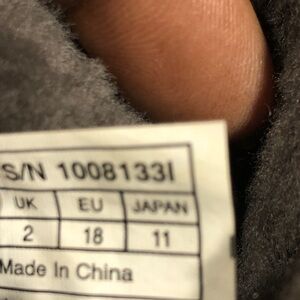 S/N 1008133I
UK EU JAPAN
2 18 11
Made In China